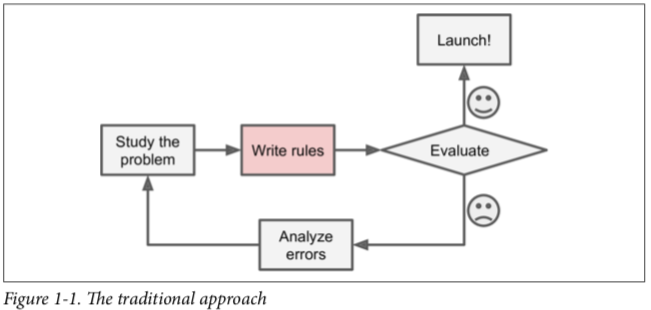 Launch!
Study the
problem
Write rules
Evaluate
Analyze
errors
Figure 1-1. The traditional approach